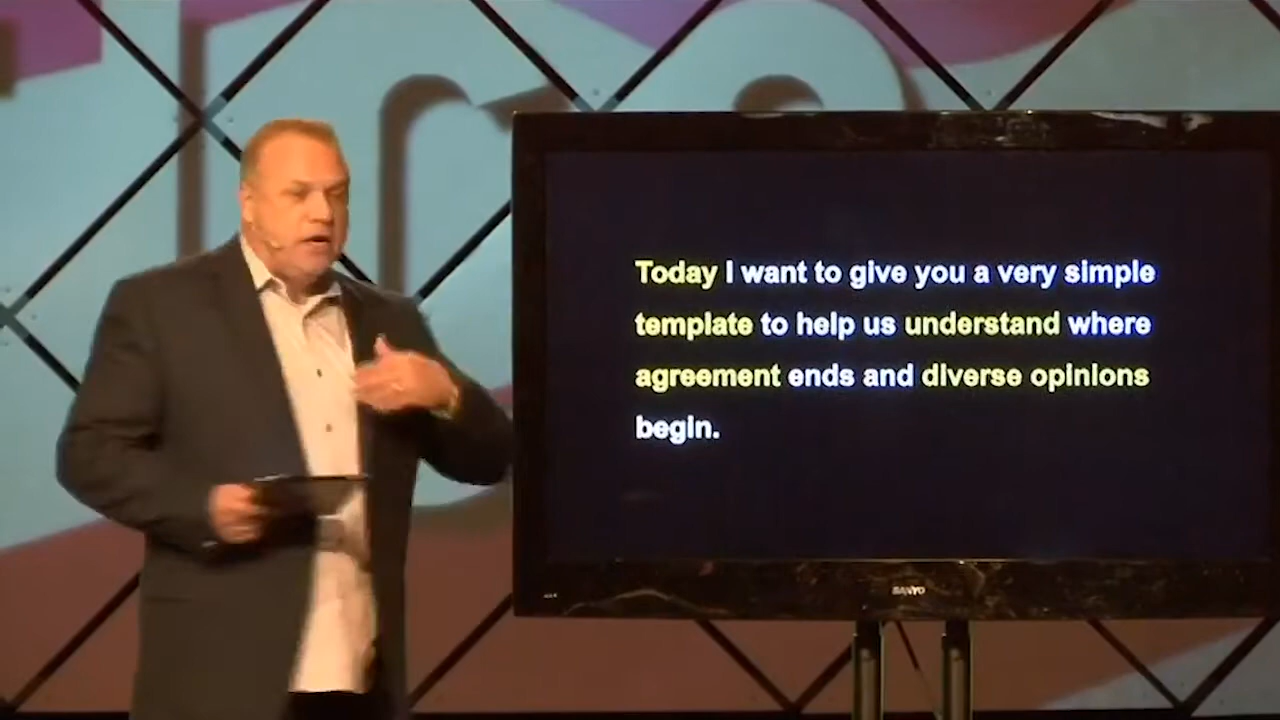 Today I want to give you a very simple
template to help us understand where
agreement ends and diverse opinions
begin.
SANYO